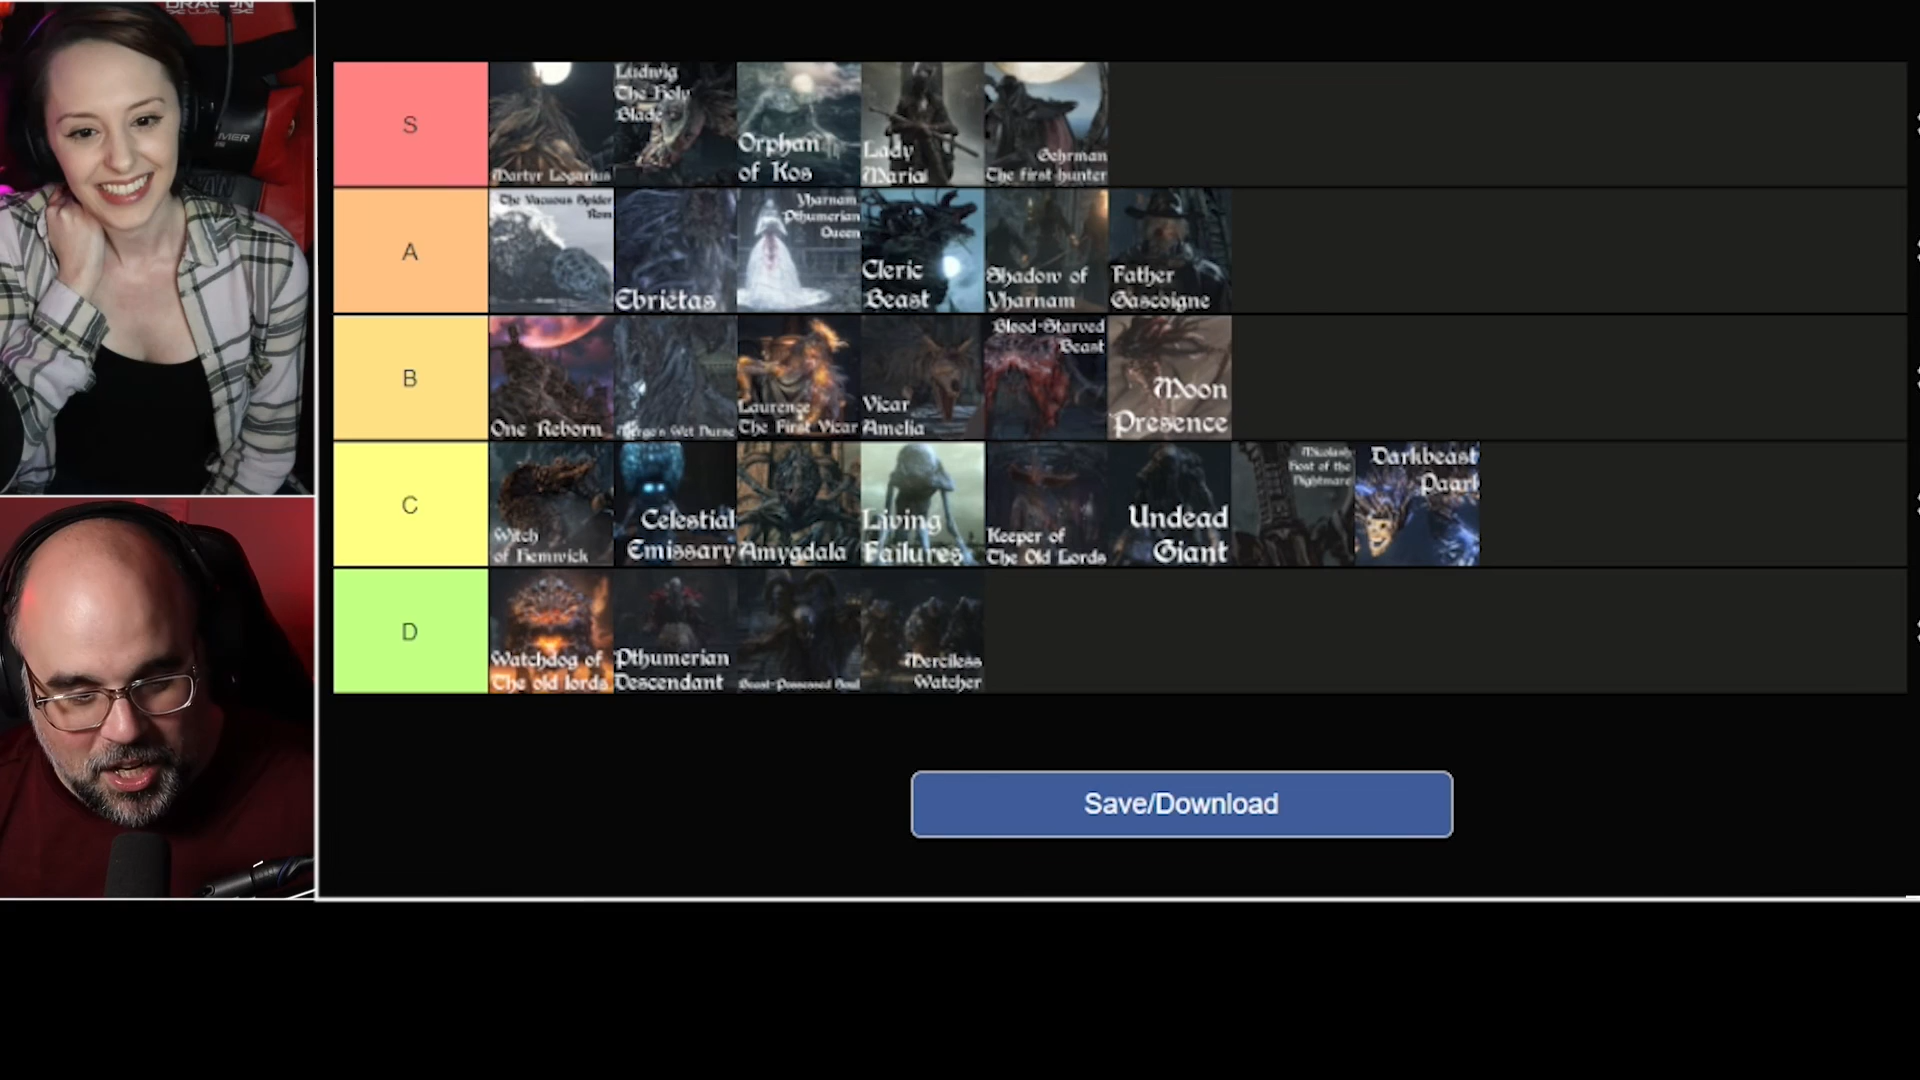 DRAGON
S
Martyr Logarius
Ludwig
The Holy
Blade
Orphan
of Kos
Lady
Maria
Gehrman
The first hunter
A
The Vacuous Spider
Rom
Ebrietas
Yharnam
Pthumerian
Queen
Cleric
Beast
Shadow of
Yharnam
Father
Gascoigne
B
One Reborn
Mergo's Wet Nurse
Laurence
The First Vicar
Vicar
Amelia
Blood-Starved
Beast
Moon
Presence
C
Witch
of Hemwick
Celestial
Emissary
Amygdala
Living
Failures
Keeper of
The Old Lords
Undead
Giant
Micolash
Host of the
Nightmare
Darkbeast
Paarl
D
Watchdog of
The old lords
Pthumerian
Descendant
Beast-Possessed Soul
Merciless
Watcher
Save/Download